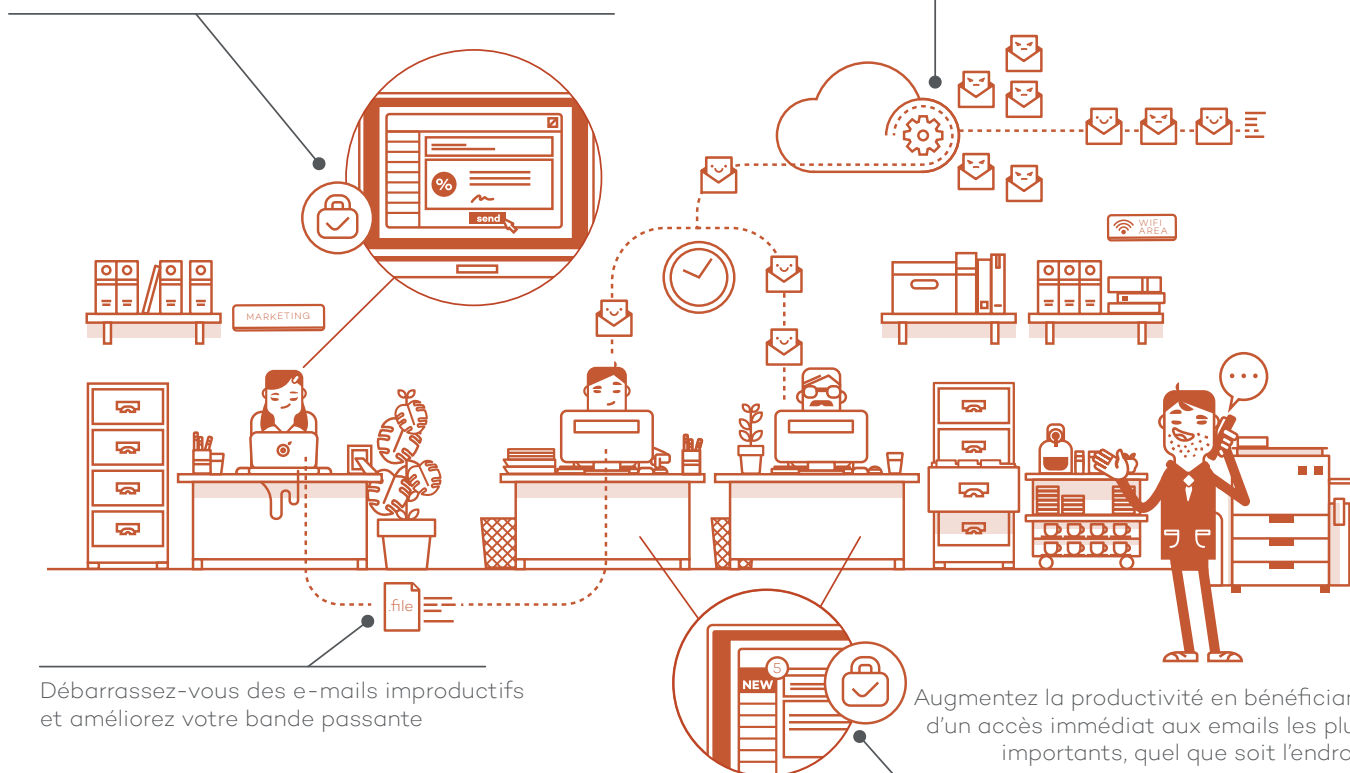 %
send
WIFI
AREA
MARKETING
.file
5
NEW
Débarrassez-vous des e-mails improductifs
et améliorez votre bande passante
Augmentez la productivité en bénéfician
d'un accès immédiat aux emails les plu
importants, quel que soit l'endro